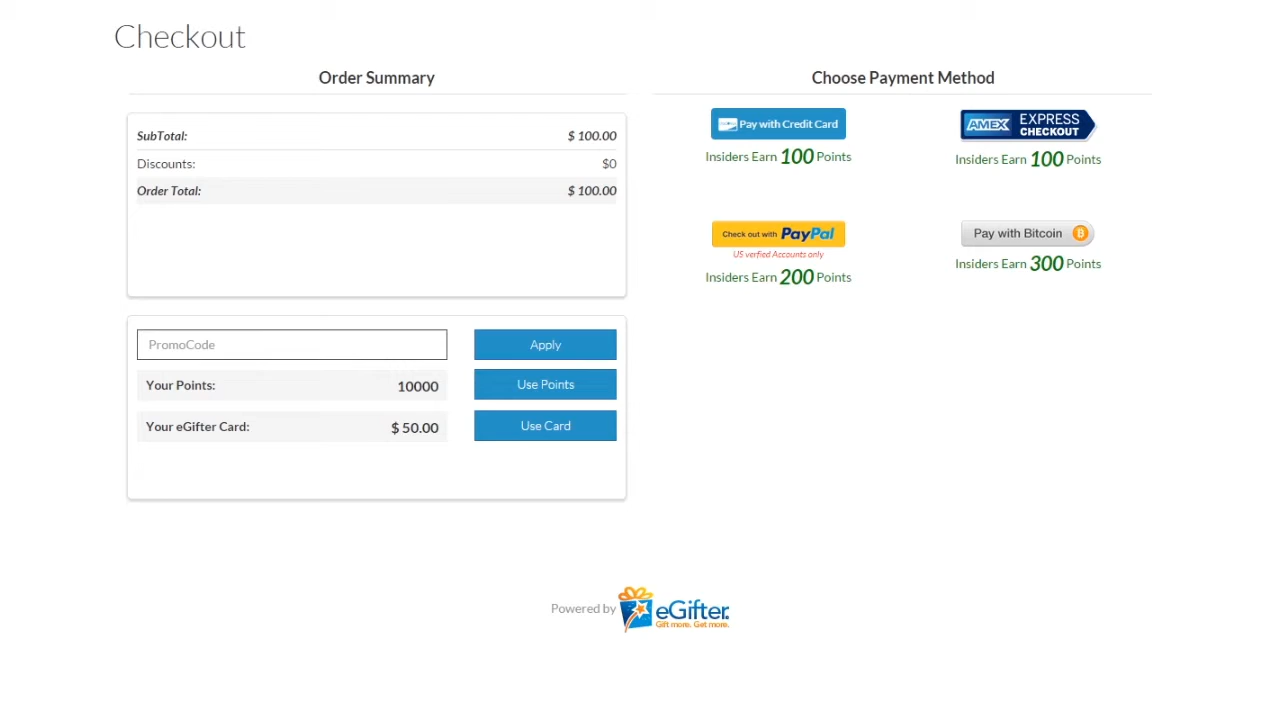 Checkout
Order Summary
SubTotal: $ 100.00
Discounts: $0
Order Total: $ 100.00
PromoCode Apply
Your Points: 10000 Use Points
Your eGifter Card: $ 50.00 Use Card
Choose Payment Method
Pay with Credit Card
Insiders Earn 100 Points
AMEX EXPRESS CHECKOUT
Insiders Earn 100 Points
Check out with PayPal
US verfied Accounts only
Insiders Earn 200 Points
Pay with Bitcoin
Insiders Earn 300 Points
Powered by eGifter.
Gift more. Get more.